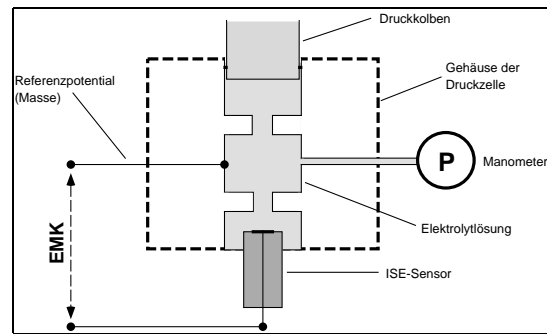 Druckkolben
Referenzpotential
(Masse)
Gehäuse der
Druckzelle
P
Manometer
Elektrolytlösung
EMK
ISE-Sensor